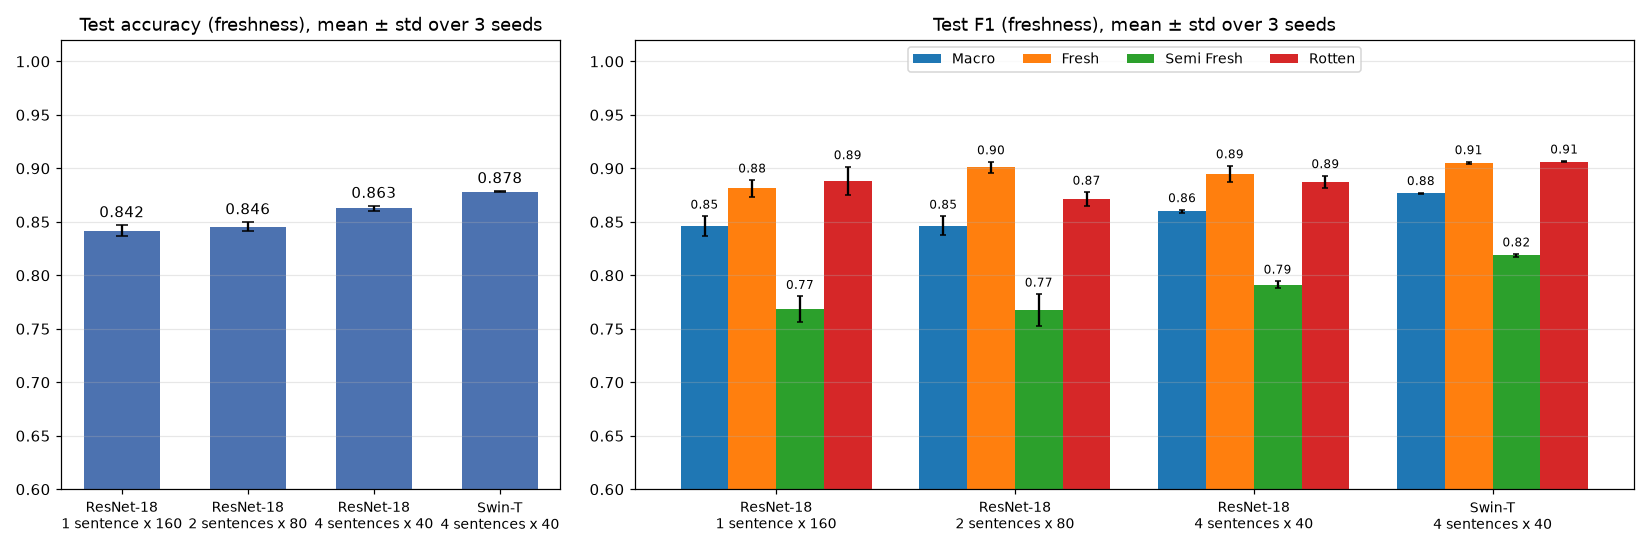 Test accuracy (freshness), mean ± std over 3 seeds
1.00
0.95
0.90
0.85
0.80
0.75
0.70
0.65
0.60
0.842
0.846
0.863
0.878
ResNet-18
1 sentence x 160
ResNet-18
2 sentences x 80
ResNet-18
4 sentences x 40
Swin-T
4 sentences x 40
Test F1 (freshness), mean ± std over 3 seeds
Macro
Fresh
Semi Fresh
Rotten
1.00
0.95
0.90
0.85
0.80
0.75
0.70
0.65
0.60
0.85
0.88
0.77
0.89
0.85
0.90
0.77
0.87
0.86
0.89
0.79
0.89
0.88
0.91
0.82
0.91
ResNet-18
1 sentence x 160
ResNet-18
2 sentences x 80
ResNet-18
4 sentences x 40
Swin-T
4 sentences x 40